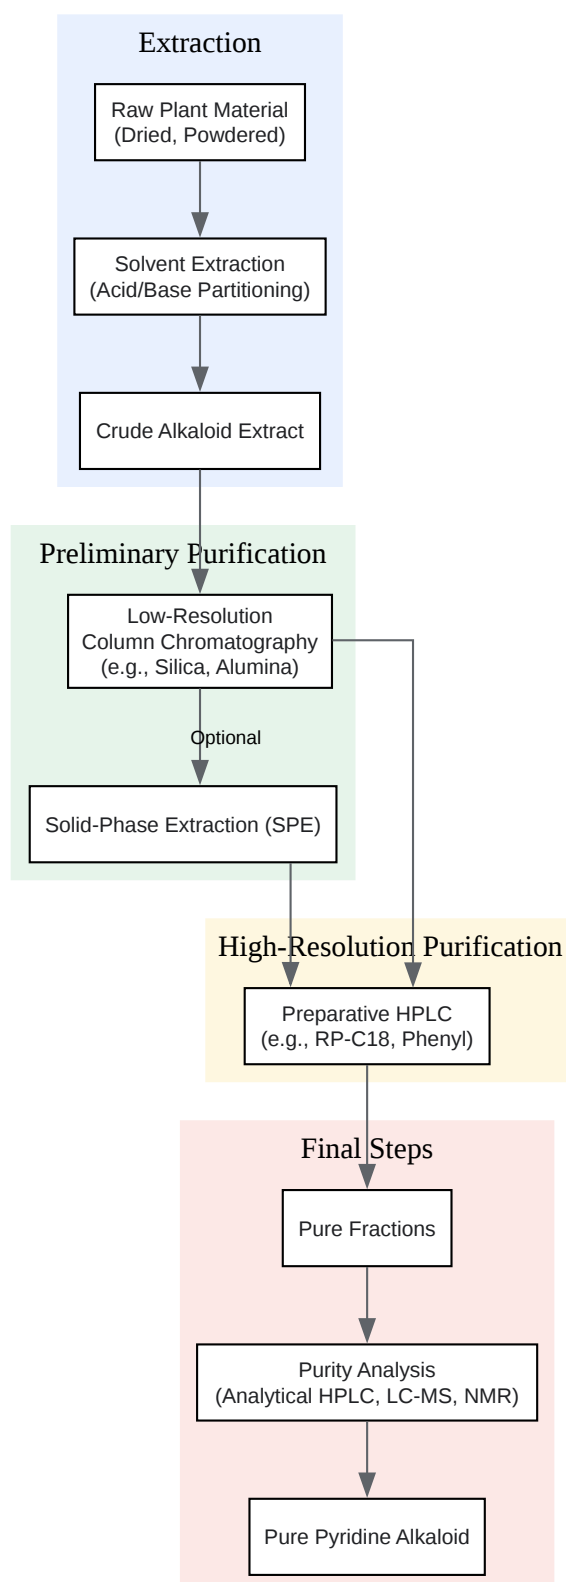 Extraction
Raw Plant Material
(Dried, Powdered)
Solvent Extraction
(Acid/Base Partitioning)
Crude Alkaloid Extract
Preliminary Purification
Low-Resolution
Column Chromatography
(e.g., Silica, Alumina)
Optional
Solid-Phase Extraction (SPE)
High-Resolution Purification
Preparative HPLC
(e.g., RP-C18, Phenyl)
Final Steps
Pure Fractions
Purity Analysis
(Analytical HPLC, LC-MS, NMR)
Pure Pyridine Alkaloid